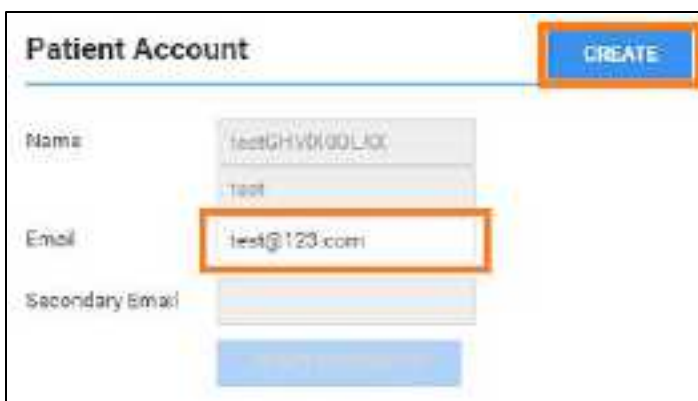 Patient Account
CREATE
Name
test
Email
test@123.com
Secondary Email